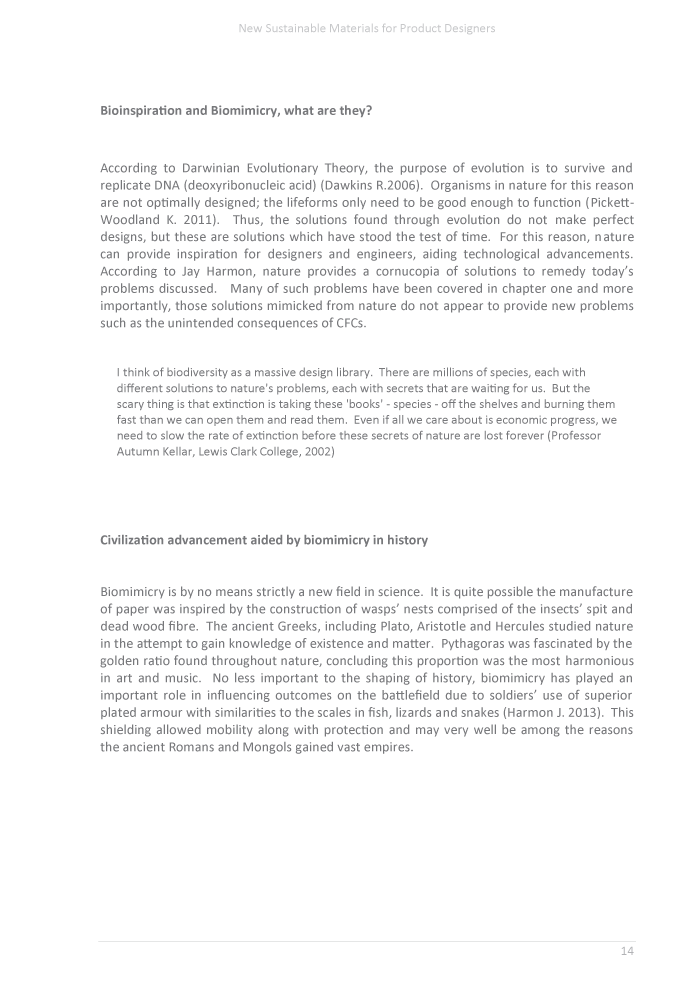 New Sustainable Materials for Product Designers
Bioinspiration and Biomimicry, what are they?
According to Darwinian Evolutionary Theory, the purpose of evolution is to survive and
replicate DNA (deoxyribonucleic acid) (Dawkins R.2006).  Organisms in nature for this reason
are not optimally designed; the lifeforms only need to be good enough to function (Pickett-
Woodland K. 2011).  Thus, the solutions found through evolution do not make perfect
designs, but these are solutions which have stood the test of time.  For this reason, nature
can provide inspiration for designers and engineers, aiding technological advancements.
According to Jay Harmon, nature provides a cornucopia of solutions to remedy today’s
problems discussed.   Many of such problems have been covered in chapter one and more
importantly, those solutions mimicked from nature do not appear to provide new problems
such as the unintended consequences of CFCs.
I think of biodiversity as a massive design library.  There are millions of species, each with
different solutions to nature's problems, each with secrets that are waiting for us.  But the
scary thing is that extinction is taking these 'books' - species - off the shelves and burning them
fast than we can open them and read them.  Even if all we care about is economic progress, we
need to slow the rate of extinction before these secrets of nature are lost forever (Professor
Autumn Kellar, Lewis Clark College, 2002)
Civilization advancement aided by biomimicry in history
Biomimicry is by no means strictly a new field in science.  It is quite possible the manufacture
of paper was inspired by the construction of wasps’ nests comprised of the insects’ spit and
dead wood fibre.  The ancient Greeks, including Plato, Aristotle and Hercules studied nature
in the attempt to gain knowledge of existence and matter.  Pythagoras was fascinated by the
golden ratio found throughout nature, concluding this proportion was the most harmonious
in art and music.  No less important to the shaping of history, biomimicry has played an
important role in influencing outcomes on the battlefield due to soldiers’ use of superior
plated armour with similarities to the scales in fish, lizards and snakes (Harmon J. 2013).  This
shielding allowed mobility along with protection and may very well be among the reasons
the ancient Romans and Mongols gained vast empires.
14